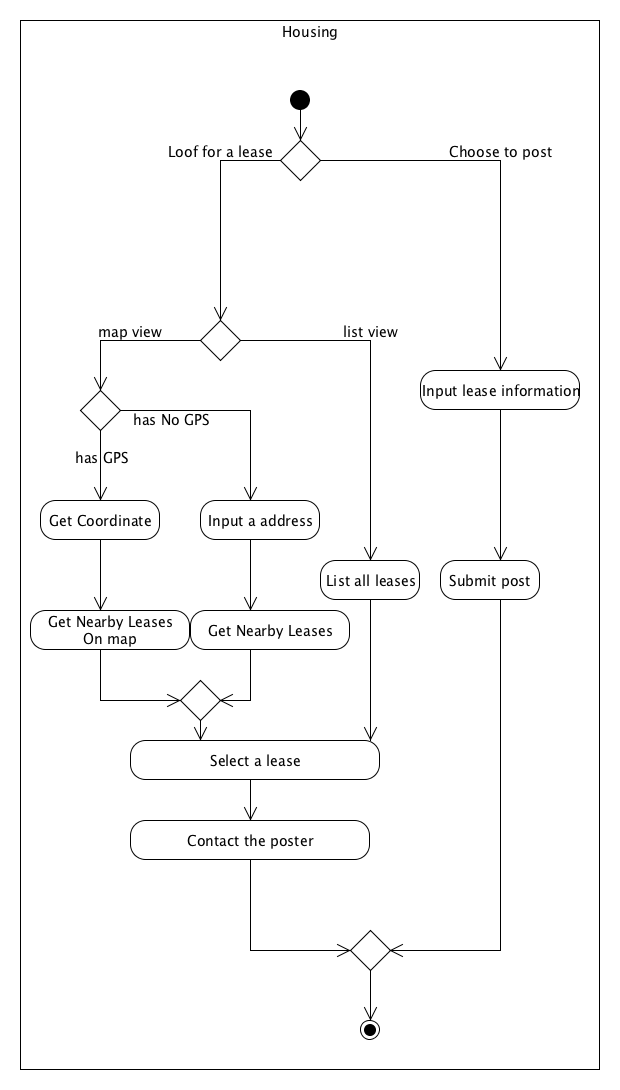 Housing
Loof for a lease
Choose to post
map view
list view
has No GPS
Input lease information
has GPS
Get Coordinate
Input a address
List all leases
Submit post
Get Nearby Leases
On map
Get Nearby Leases
Select a lease
Contact the poster